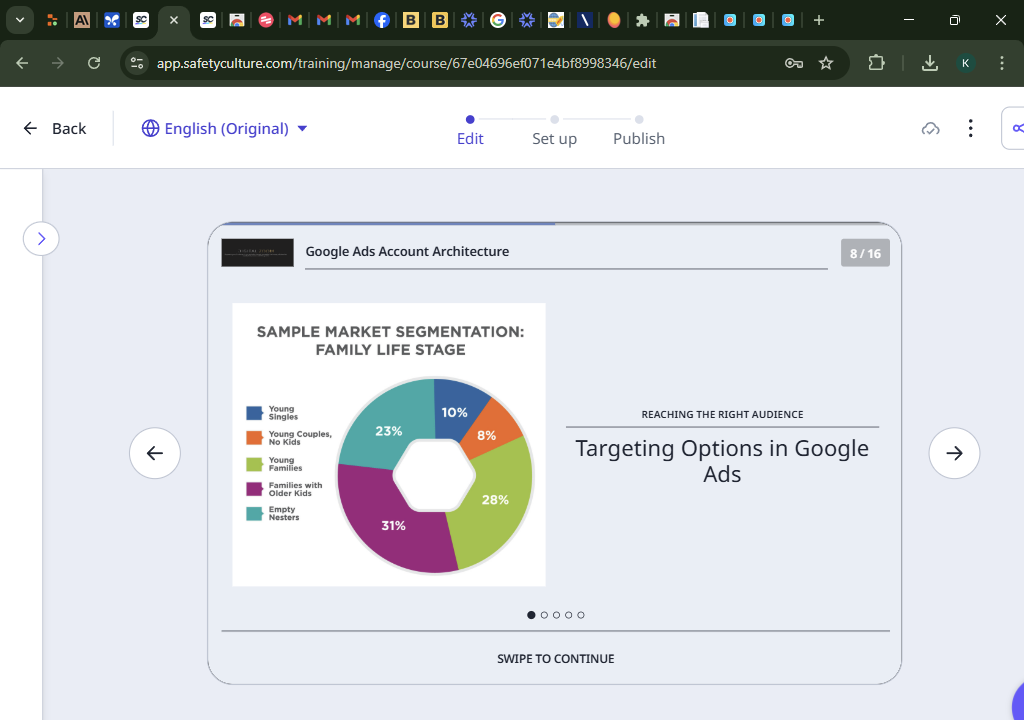 app.safetyculture.com/training/manage/course/67e04696ef071e4bf8998346/edit
K
Back
English (Original)
Edit
Set up
Publish
Google Ads Account Architecture
8 / 16
SAMPLE MARKET SEGMENTATION:
FAMILY LIFE STAGE
Young
Singles
Young Couples,
No Kids
Young
Families
Families with
Older Kids
Empty
Nesters
10%
8%
23%
28%
31%
REACHING THE RIGHT AUDIENCE
Targeting Options in Google
Ads
SWIPE TO CONTINUE